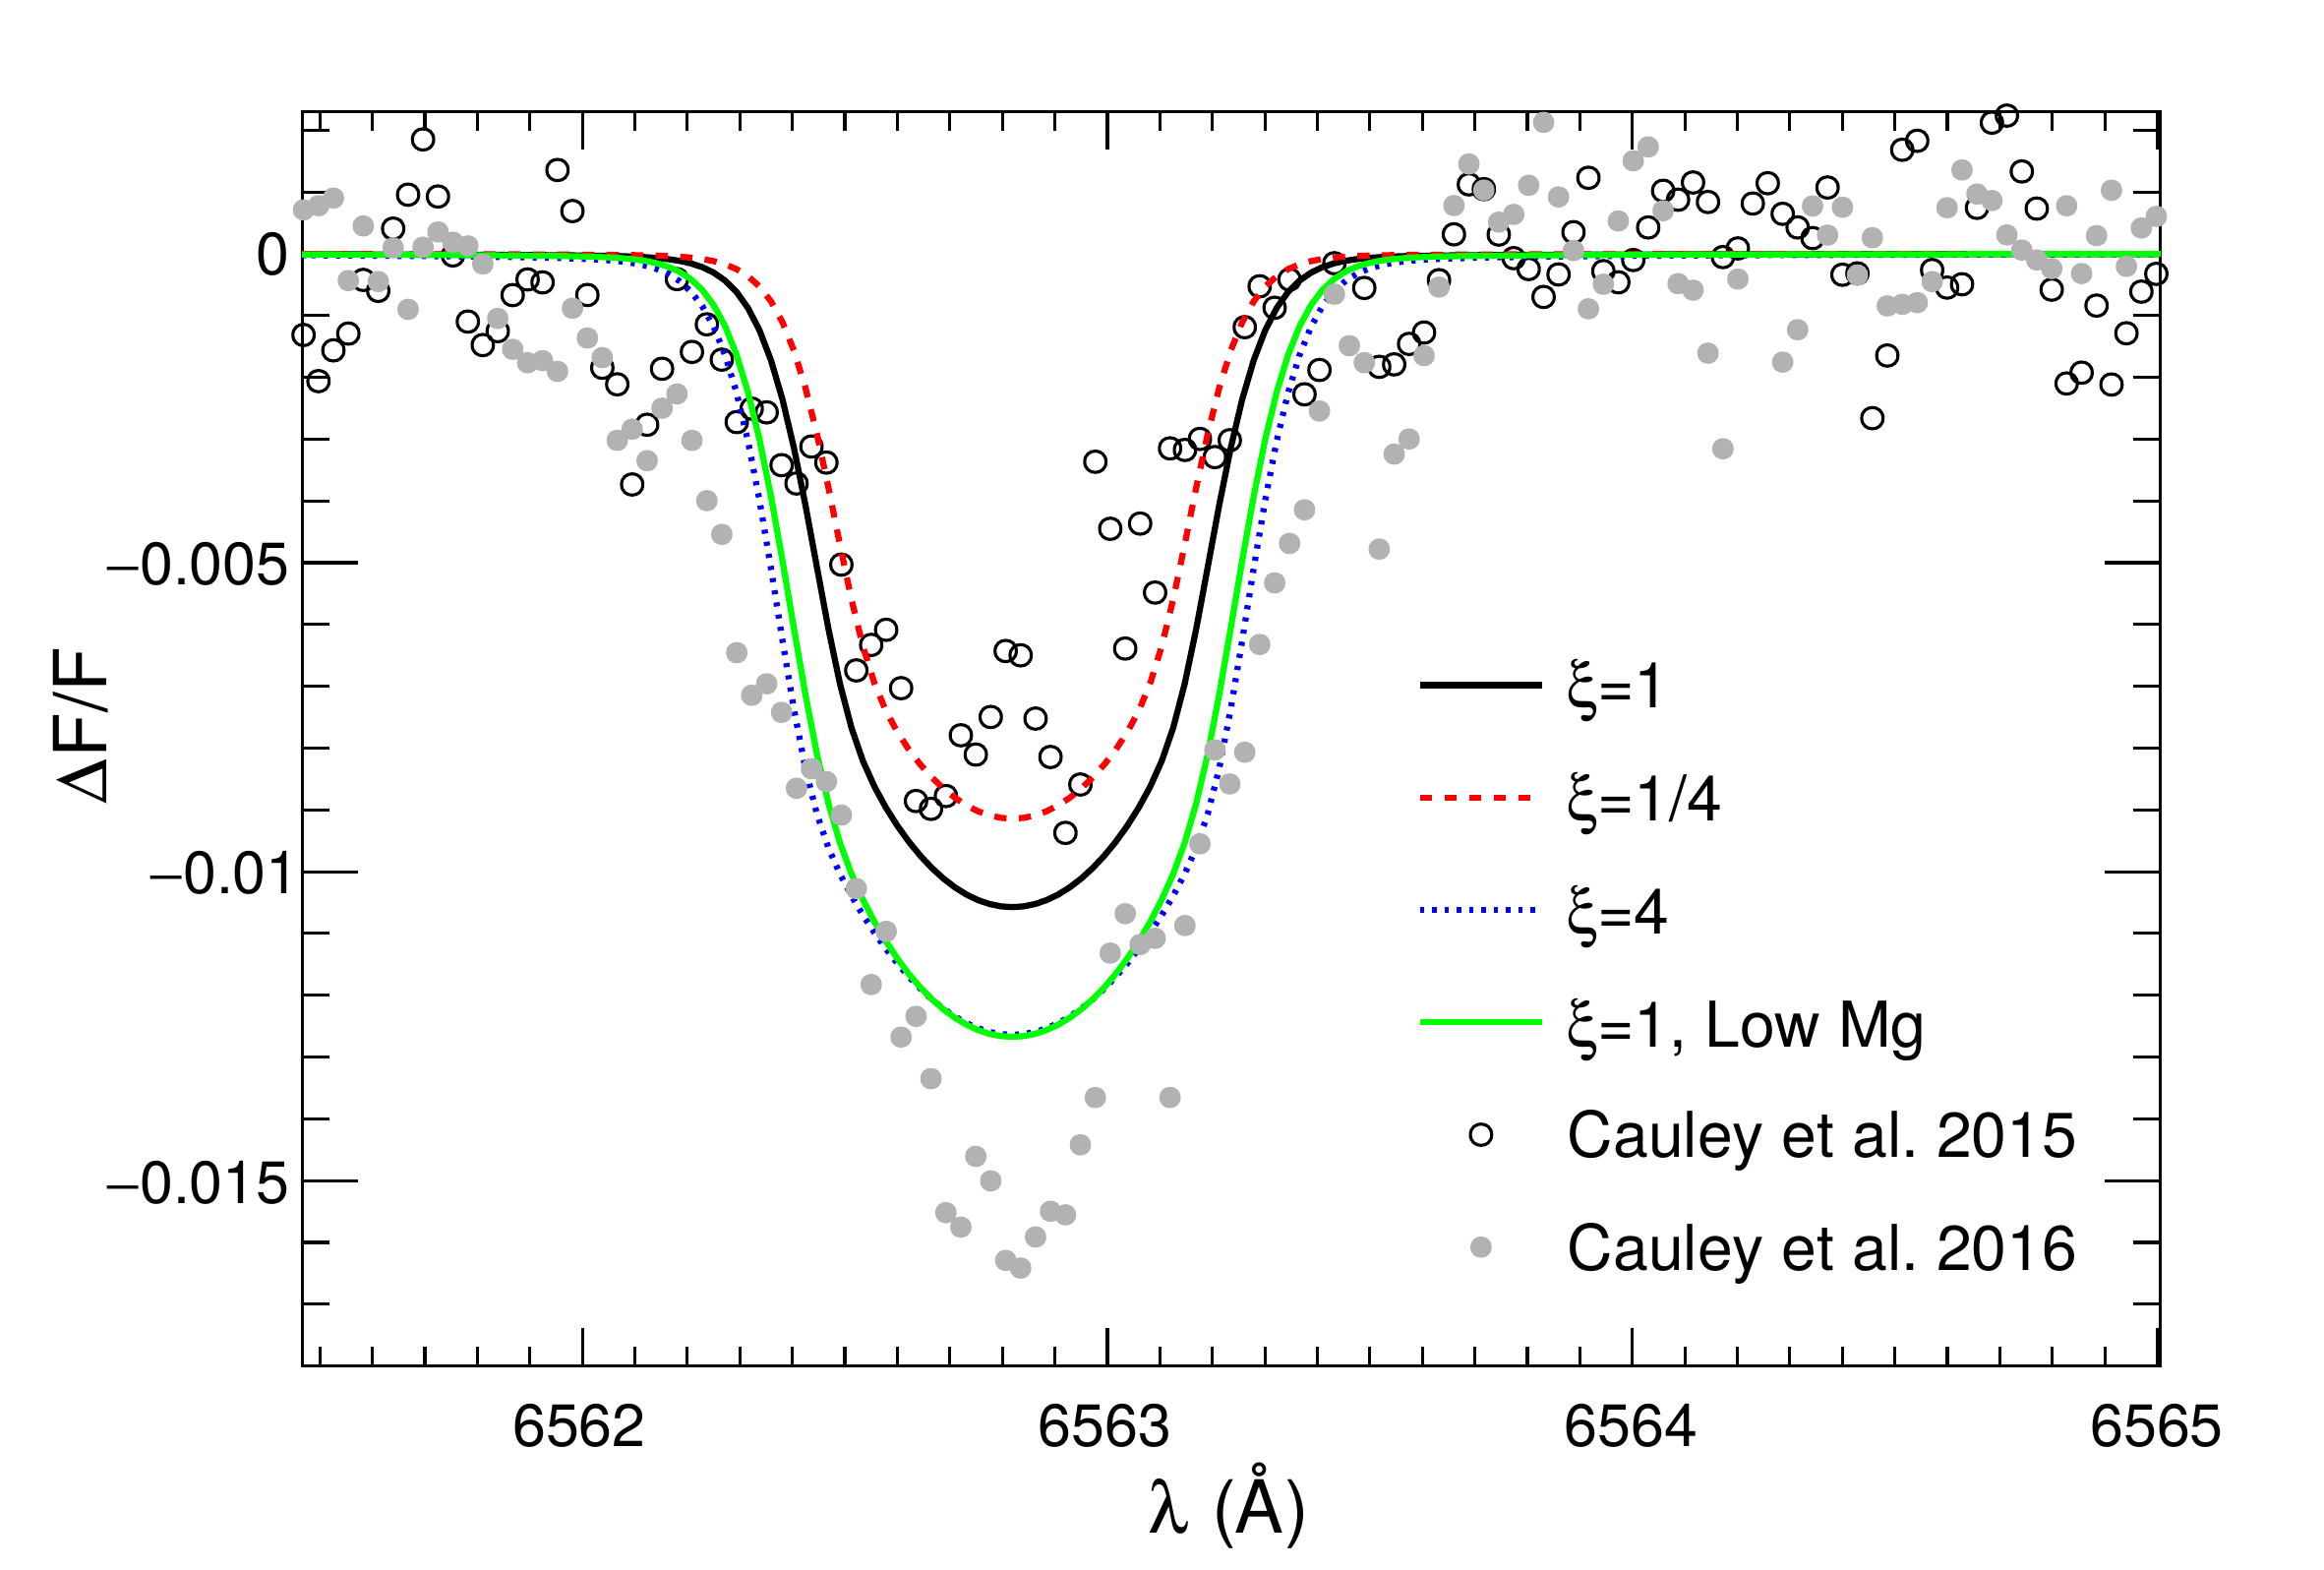 0
−0.005
−0.01
−0.015
ΔF/F
6562
6563
6564
6565
λ (Å)
ξ=1
ξ=1/4
ξ=4
ξ=1, Low Mg
Cauley et al. 2015
Cauley et al. 2016